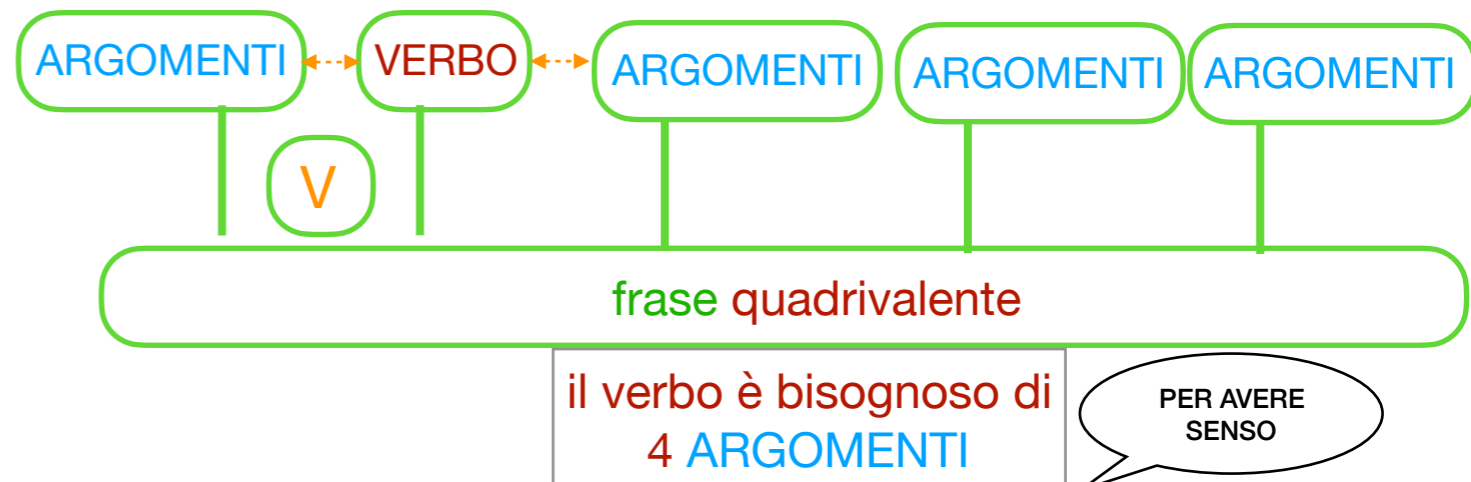 ARGOMENTI VERBO ARGOMENTI ARGOMENTI ARGOMENTI
V
frase quadrivalente
il verbo è bisognoso di
4 ARGOMENTI
PER AVERE
SENSO